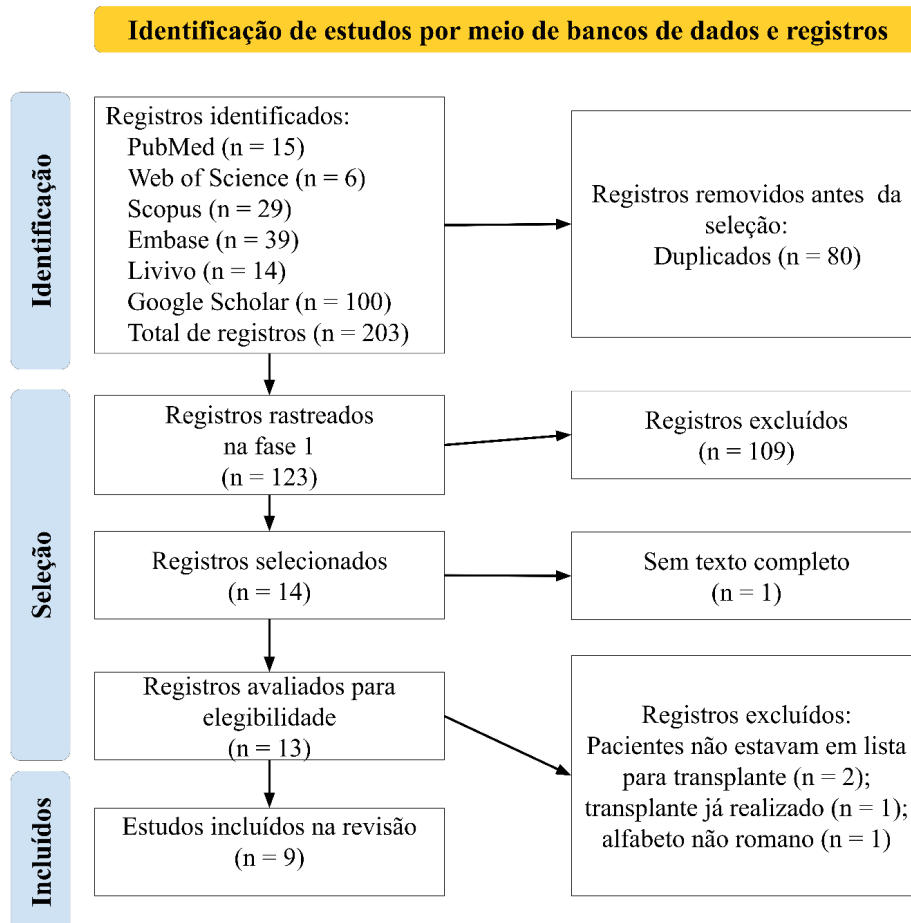 Identificação de estudos por meio de bancos de dados e registros
Identificação
Registros identificados:
PubMed (n = 15)
Web of Science (n = 6)
Scopus (n = 29)
Embase (n = 39)
Livivo (n = 14)
Google Scholar (n = 100)
Total de registros (n = 203)
Registros removidos antes da
seleção:
Duplicados (n = 80)
Seleção
Registros rastreados
na fase 1
(n = 123)
Registros excluídos
(n = 109)
Registros selecionados
(n = 14)
Sem texto completo
(n = 1)
Registros avaliados para
elegibilidade
(n = 13)
Registros excluídos:
Pacientes não estavam em lista
para transplante (n = 2);
transplante já realizado (n = 1);
alfabeto não romano (n = 1)
Incluídos
Estudos incluídos na revisão
(n = 9)